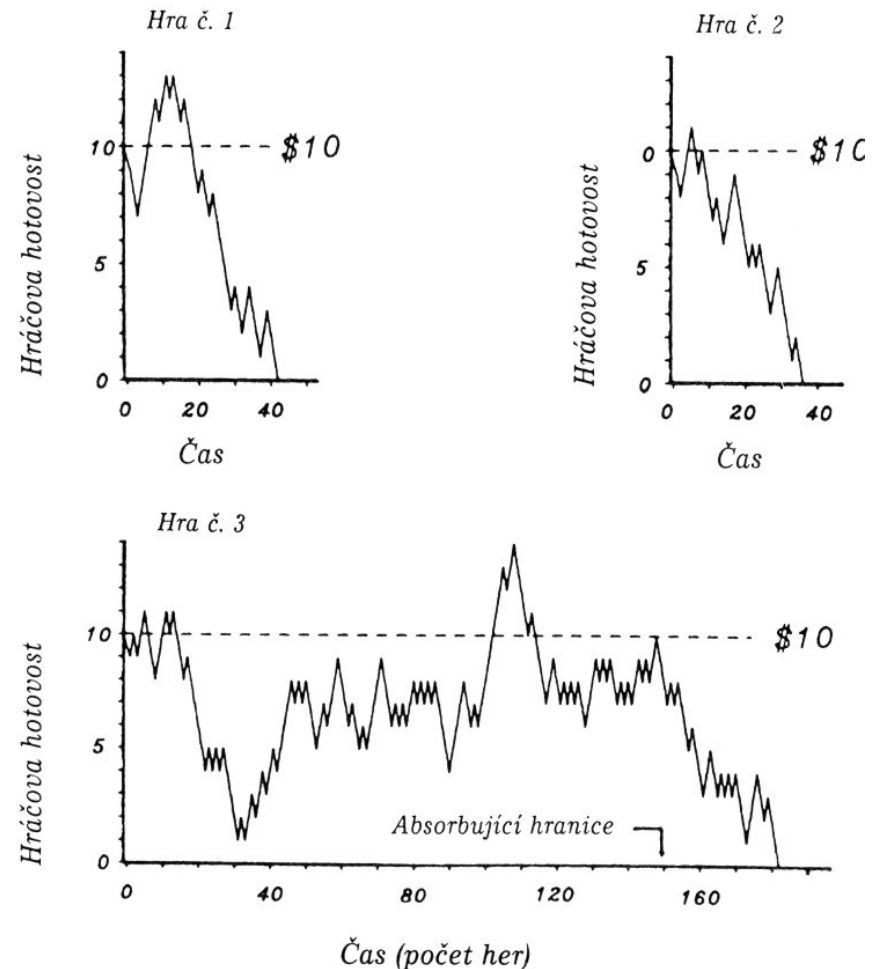 Hra č. 1
Hráčova hotovost
10
5
0
$10
0 20 40
Čas
Hra č. 2
Hráčova hotovost
0
5
0
$10
0 20 40
Čas
Hra č. 3
Hráčova hotovost
10
5
0
$10
Absorbující hranice
0 40 80 120 160
Čas (počet her)